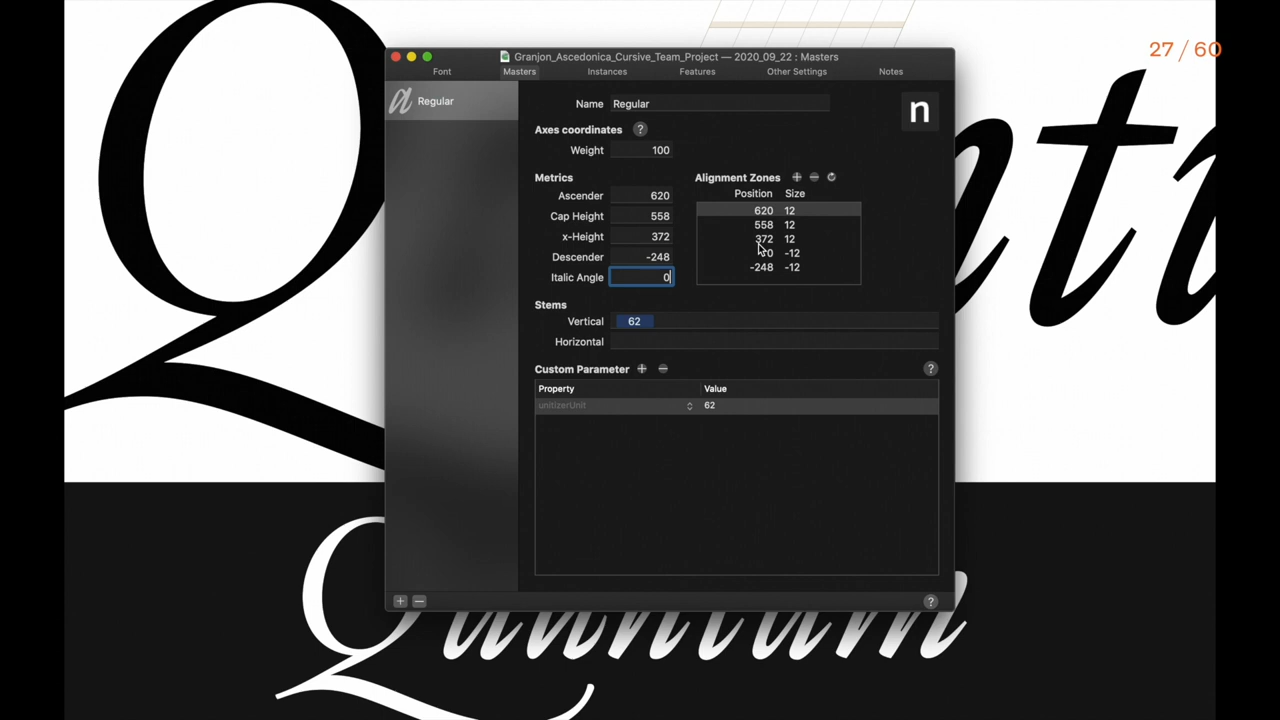 27 / 60
Granjon_Ascedonica_Cursive_Team_Project — 2020_09_22 : Masters
Font Masters Instances Features Other Settings Notes
a Regular
Name Regular
n
Axes coordinates ?
Weight 100
Metrics
Ascender 620
Cap Height 558
x-Height 372
Descender -248
Italic Angle 0
Alignment Zones
Position Size
620 12
558 12
372 12
0 -12
-248 -12
Stems
Vertical 62
Horizontal
Custom Parameter ?
Property Value
unitizerUnit 62
?
Quantum